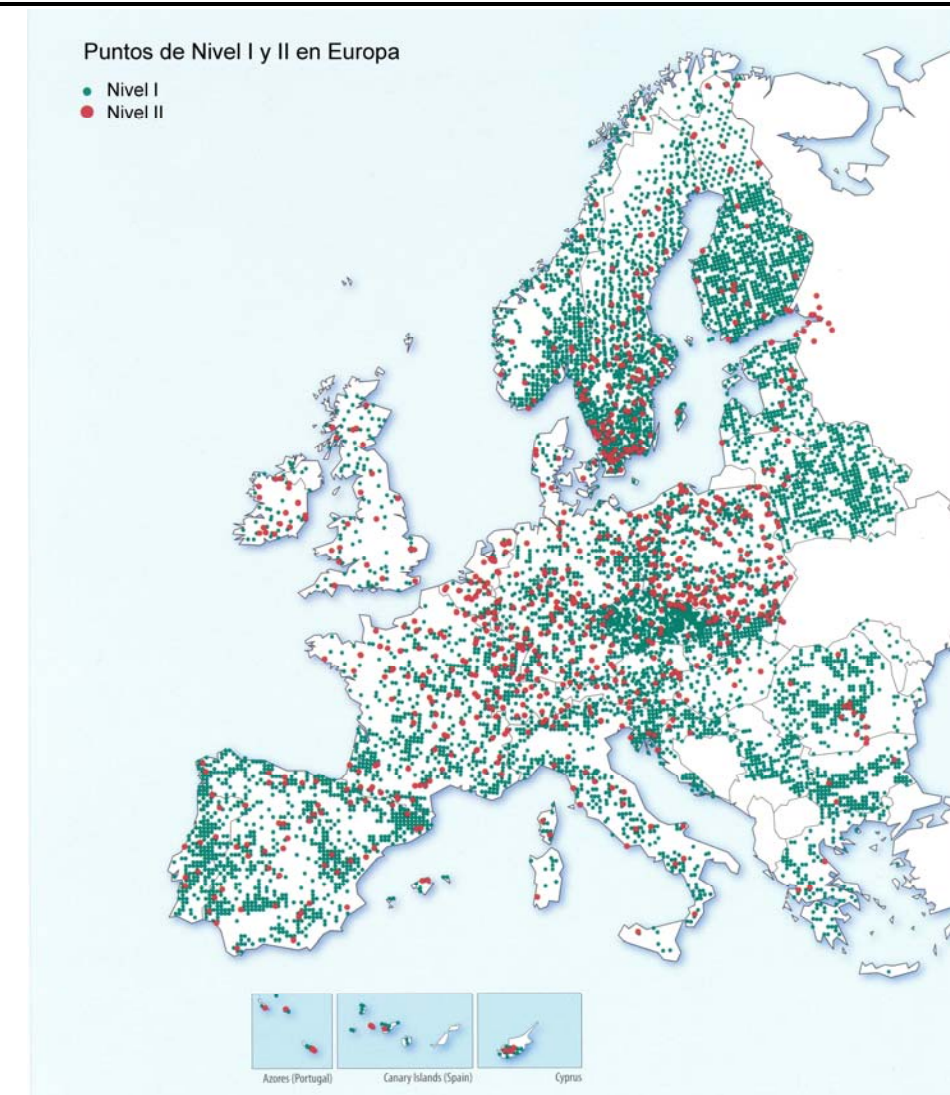 Puntos de Nivel I y II en Europa
Nivel I
Nivel II
Azores (Portugal)
Canary Islands (Spain)
Cyprus